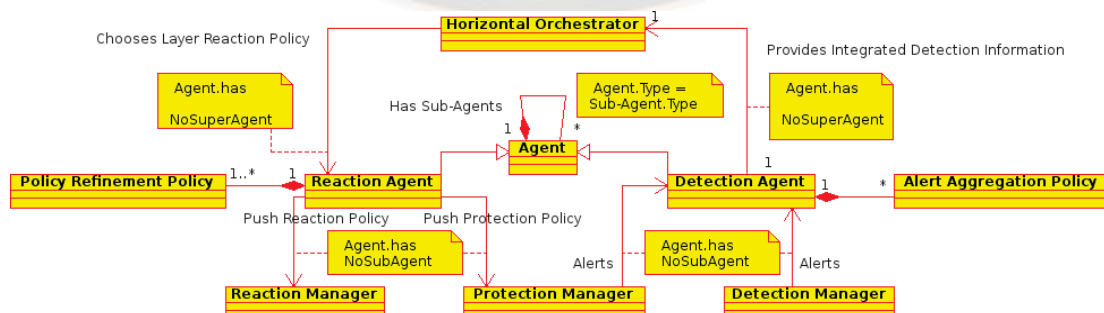 Horizontal Orchestrator
1
Chooses Layer Reaction Policy
Provides Integrated Detection Information
Agent.has
NoSuperAgent
Has Sub-Agents
Agent.Type =
Sub-Agent.Type
Agent.has
NoSuperAgent
1
*
Agent
Policy Refinement Policy
1..*
1
Reaction Agent
1
Detection Agent
1
*
Alert Aggregation Policy
Push Reaction Policy
Push Protection Policy
Agent.has
NoSubAgent
Alerts
Agent.has
NoSubAgent
Alerts
Reaction Manager
Protection Manager
Detection Manager